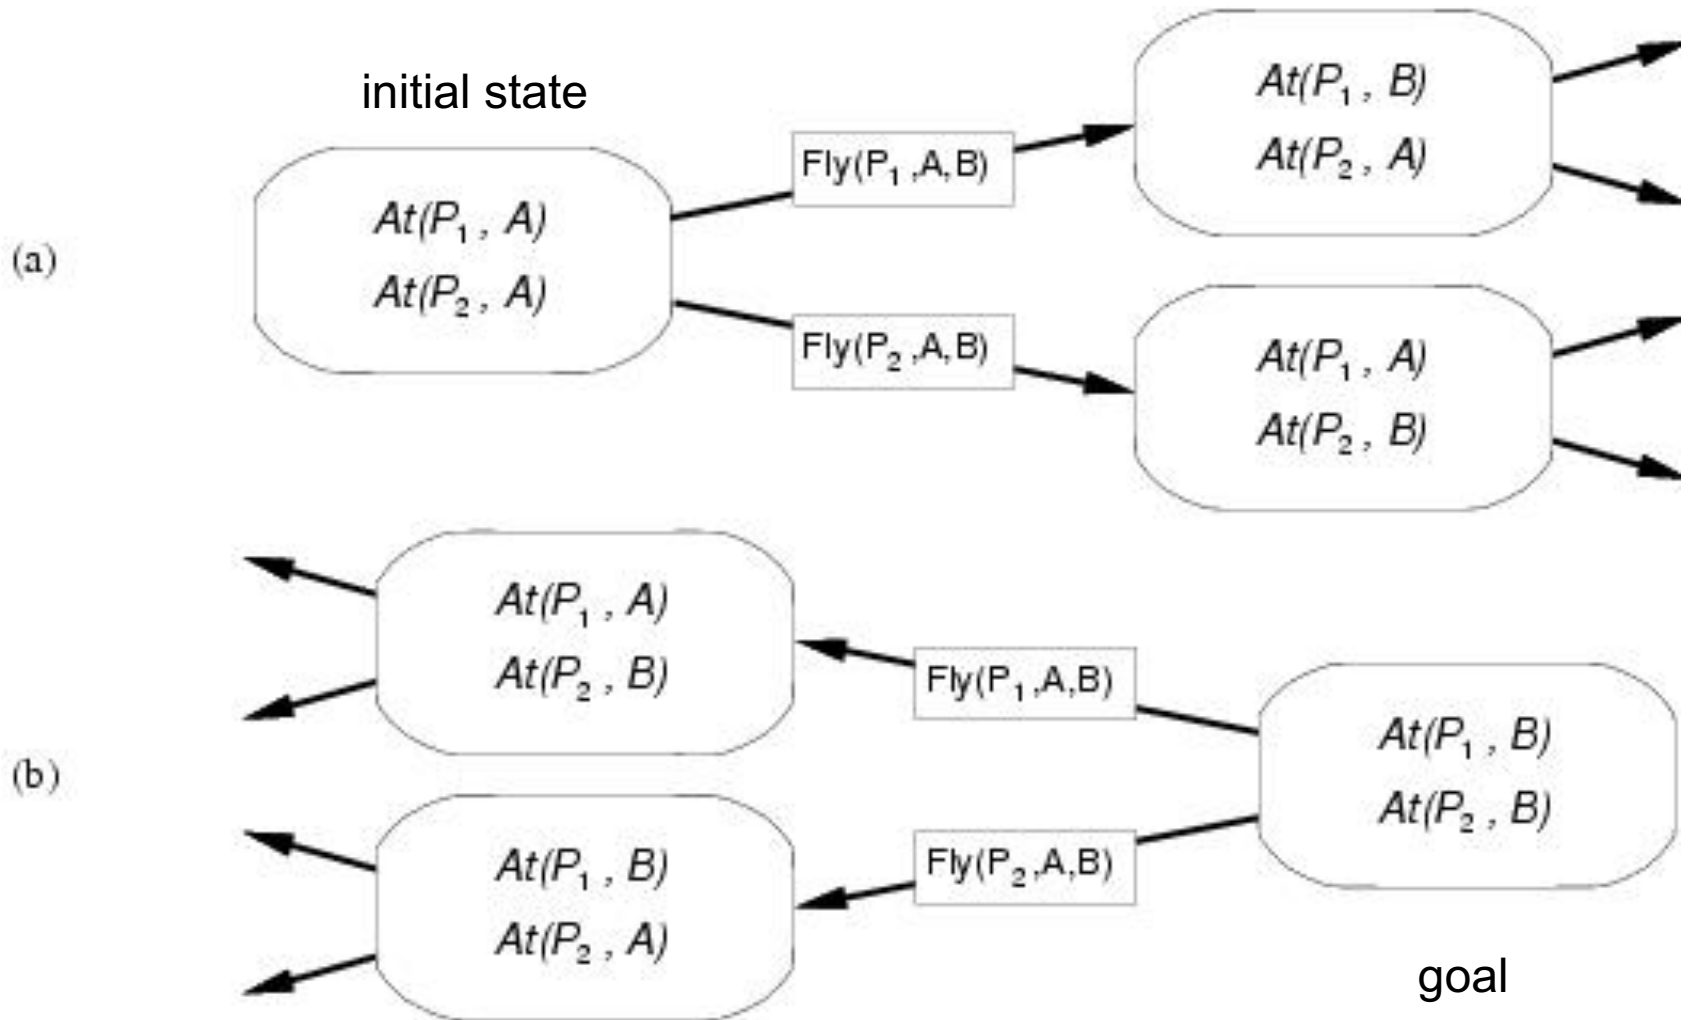 initial state
(a)
At(P₁ , A)
At(P₂ , A)
Fly(P₁ ,A,B)
Fly(P₂ ,A,B)
At(P₁ , B)
At(P₂ , A)
At(P₁ , A)
At(P₂ , B)
(b)
At(P₁ , A)
At(P₂ , B)
At(P₁ , B)
At(P₂ , A)
Fly(P₁,A,B)
Fly(P₂,A,B)
At(P₁ , B)
At(P₂ , B)
goal